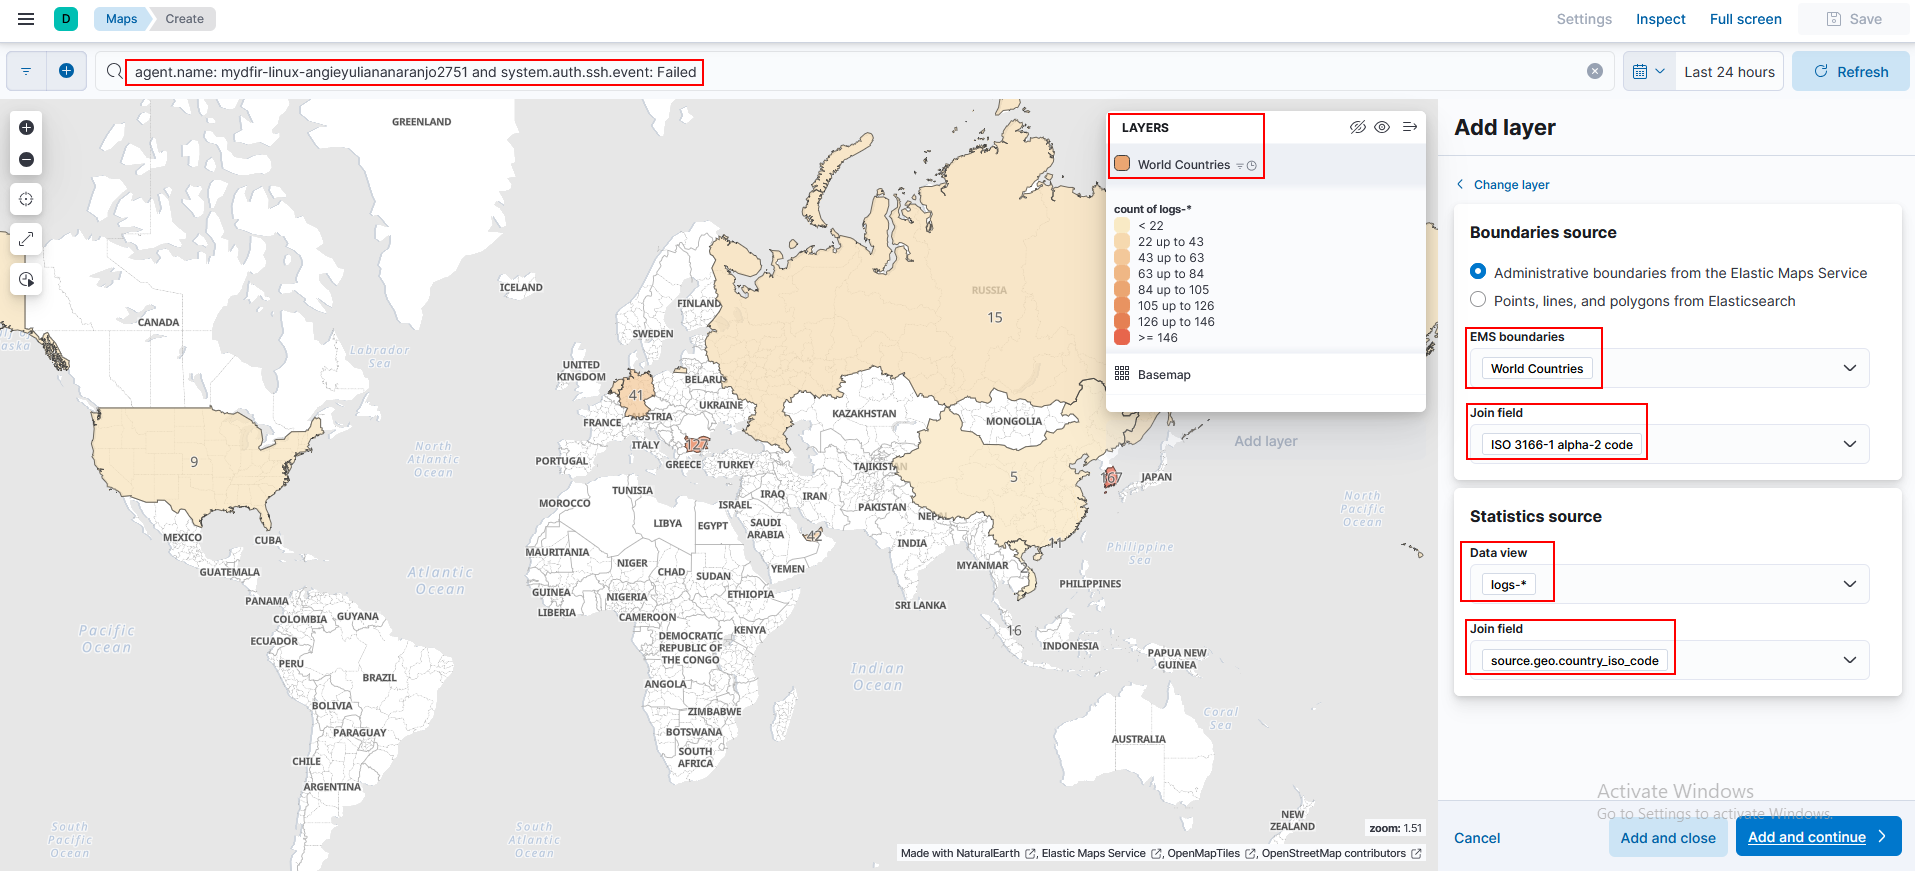 D
Maps
Create
Settings
Inspect
Full screen
Save
agent.name: mydfir-linux-angieyuliananaranjo2751 and system.auth.ssh.event: Failed
Last 24 hours
Refresh
GREENLAND
ICELAND
CANADA
Labrador
Sea
FINLAND
SWEDEN
RUSSIA
15
UNITED
KINGDOM
BELARUS
41
UKRAINE
FRANCE
AUSTRIA
KAZAKHSTAN
MONGOLIA
ITALY
127
North
Atlantic
Ocean
9
PORTUGAL
GREECE
TURKEY
TAJIKISTAN
5
167
JAPAN
TUNISIA
MOROCCO
IRAQ
IRAN
ISRAEL
PAKISTAN
NEPAL
North
Pacific
Ocean
LIBYA
EGYPT
SAUDI
ARABIA
42
MEXICO
CUBA
INDIA
11
Philippine
Sea
MAURITANIA
YEMEN
MYANMAR
2
GUATEMALA
Atlantic
Ocean
NIGER
CHAD
SUDAN
PHILIPPINES
GUINEA
NIGERIA
ETHIOPIA
PANAMA
SRI LANKA
LIBERIA
CAMEROON
COLOMBIA
GUYANA
KENYA
16
Pacific
Ocean
ECUADOR
DEMOCRATIC
REPUBLIC OF
THE CONGO
INDONESIA
PAPUA NEW
GUINEA
PERU
BRAZIL
Indian
Ocean
ANGOLA
BOLIVIA
ZIMBABWE
Coral
Sea
PARAGUAY
BOTSWANA
AUSTRALIA
CHILE
SOUTH
AFRICA
ARGENTINA
South
Pacific
Ocean
South
Atlantic
Ocean
NEW
ZEALAND
LAYERS
World Countries
count of logs-*
< 22
22 up to 43
43 up to 63
63 up to 84
84 up to 105
105 up to 126
126 up to 146
>= 146
Basemap
Add layer
zoom: 1.51
Made with NaturalEarth , Elastic Maps Service , OpenMapTiles , OpenStreetMap contributors
Add layer
Change layer
Boundaries source
Administrative boundaries from the Elastic Maps Service
Points, lines, and polygons from Elasticsearch
EMS boundaries
World Countries
Join field
ISO 3166-1 alpha-2 code
Statistics source
Data view
logs-*
Join field
source.geo.country_iso_code
Activate Windows
Go to Settings to activate Windows.
Cancel
Add and close
Add and continue